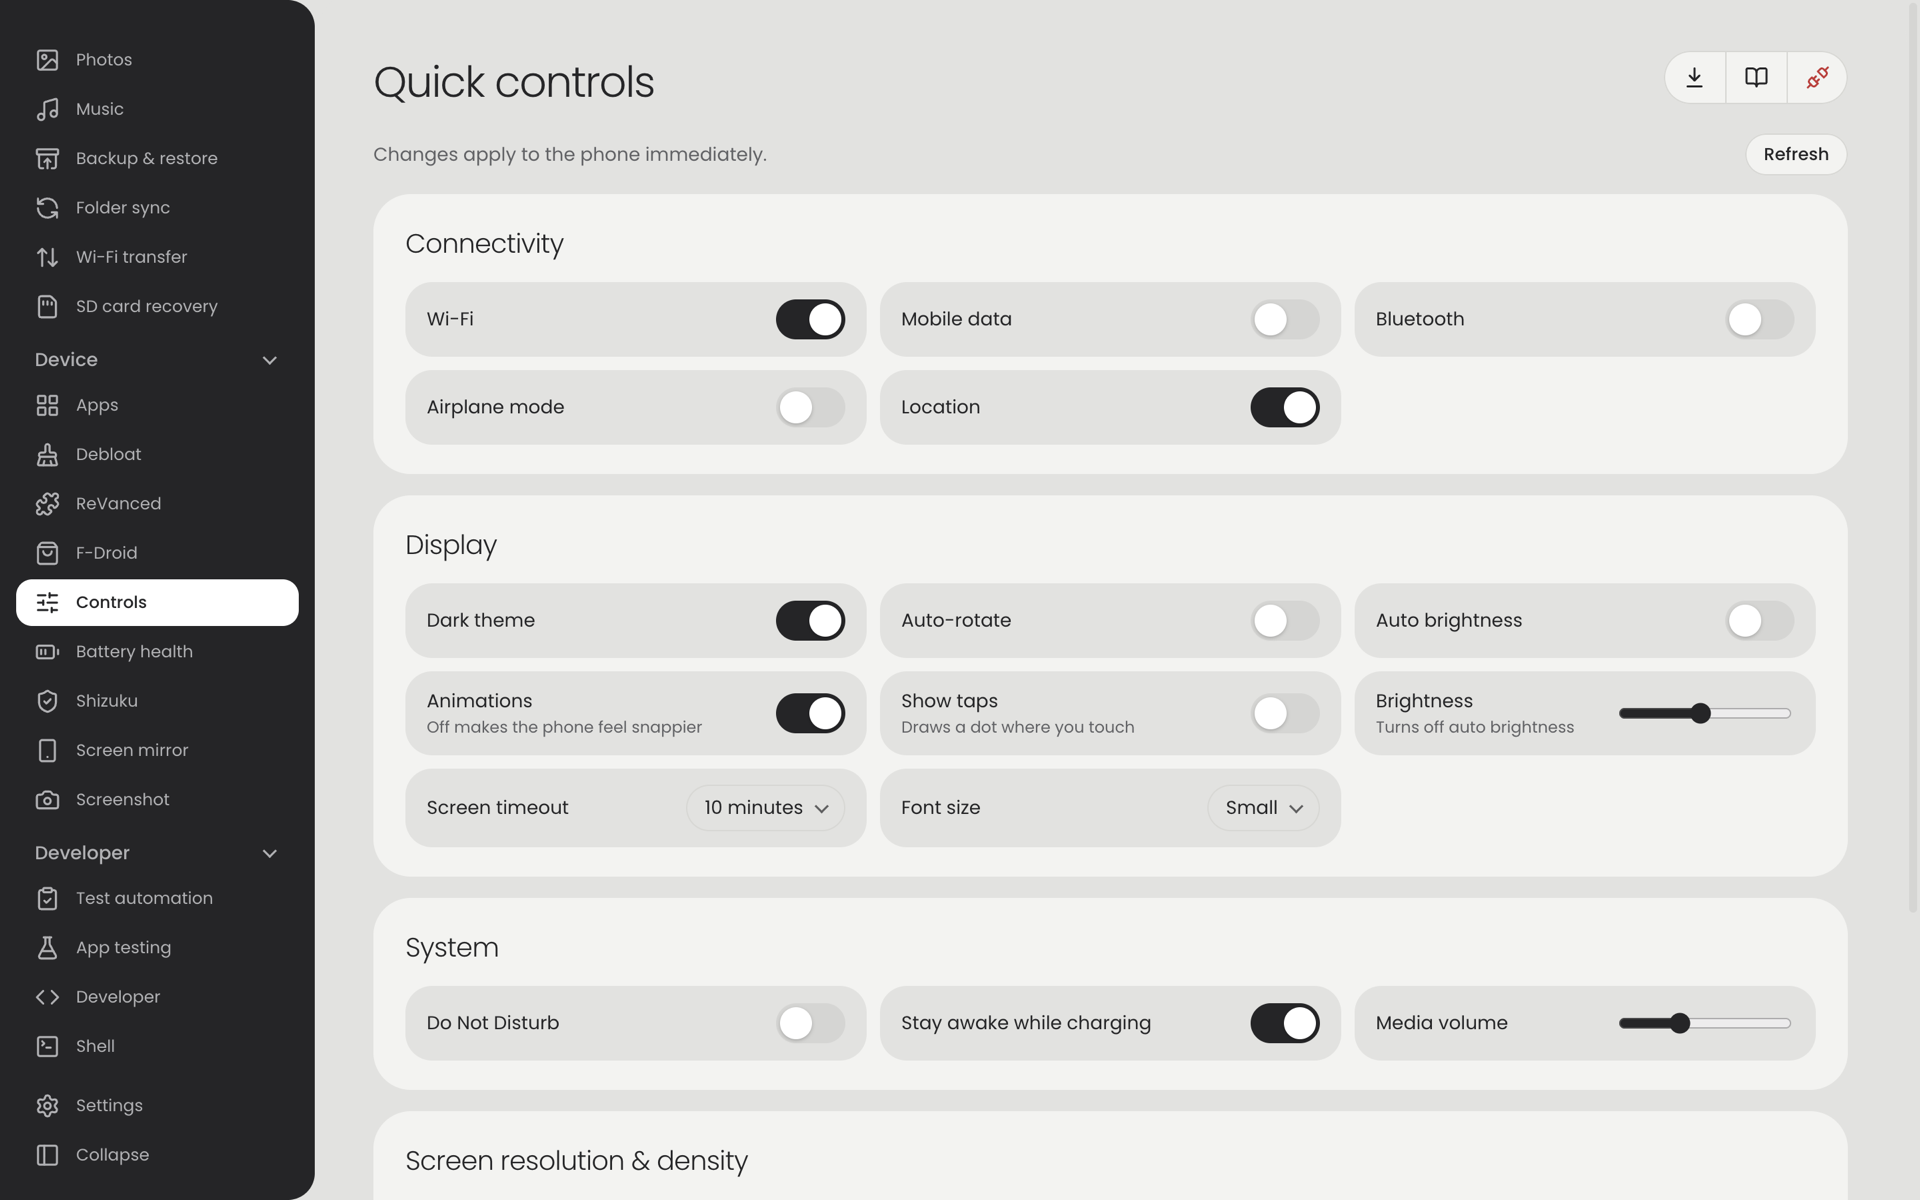 Photos
Music
Backup & restore
Folder sync
Wi-Fi transfer
SD card recovery
Device
Apps
Debloat
ReVanced
F-Droid
Controls
Battery health
Shizuku
Screen mirror
Screenshot
Developer
Test automation
App testing
Developer
Shell
Settings
Collapse
Quick controls
Changes apply to the phone immediately.
Refresh
Connectivity
Wi-Fi
Mobile data
Bluetooth
Airplane mode
Location
Display
Dark theme
Auto-rotate
Auto brightness
Animations
Off makes the phone feel snappier
Show taps
Draws a dot where you touch
Brightness
Turns off auto brightness
Screen timeout
10 minutes
Font size
Small
System
Do Not Disturb
Stay awake while charging
Media volume
Screen resolution & density